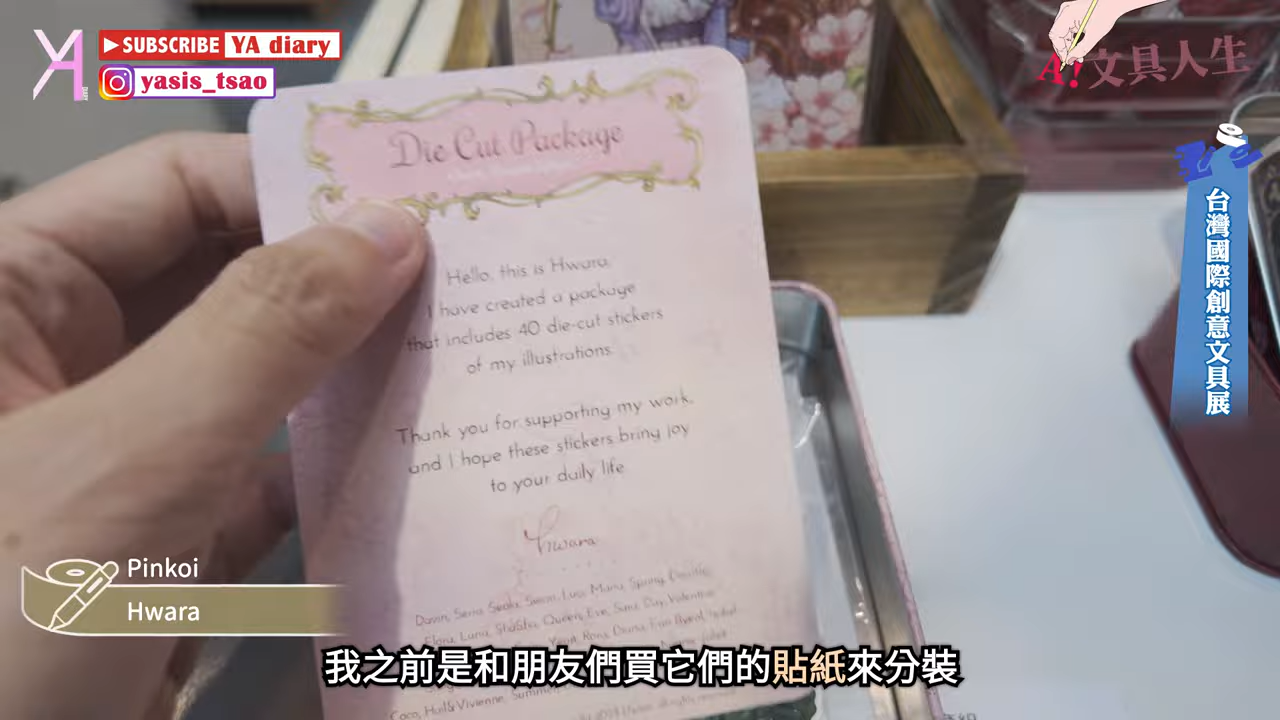 YA
SUBSCRIBE YA diary
yasis_tsao
A!文具人生
台灣國際創意文具展
Die Cut Package
Hello, this is Hwara.
I have created a package
that includes 40 die-cut stickers
of my illustrations.
Thank you for supporting my work,
and I hope these stickers bring joy
to your daily life.
hwara
Pinkoi
Hwara
我之前是和朋友們買它們的貼紙來分裝